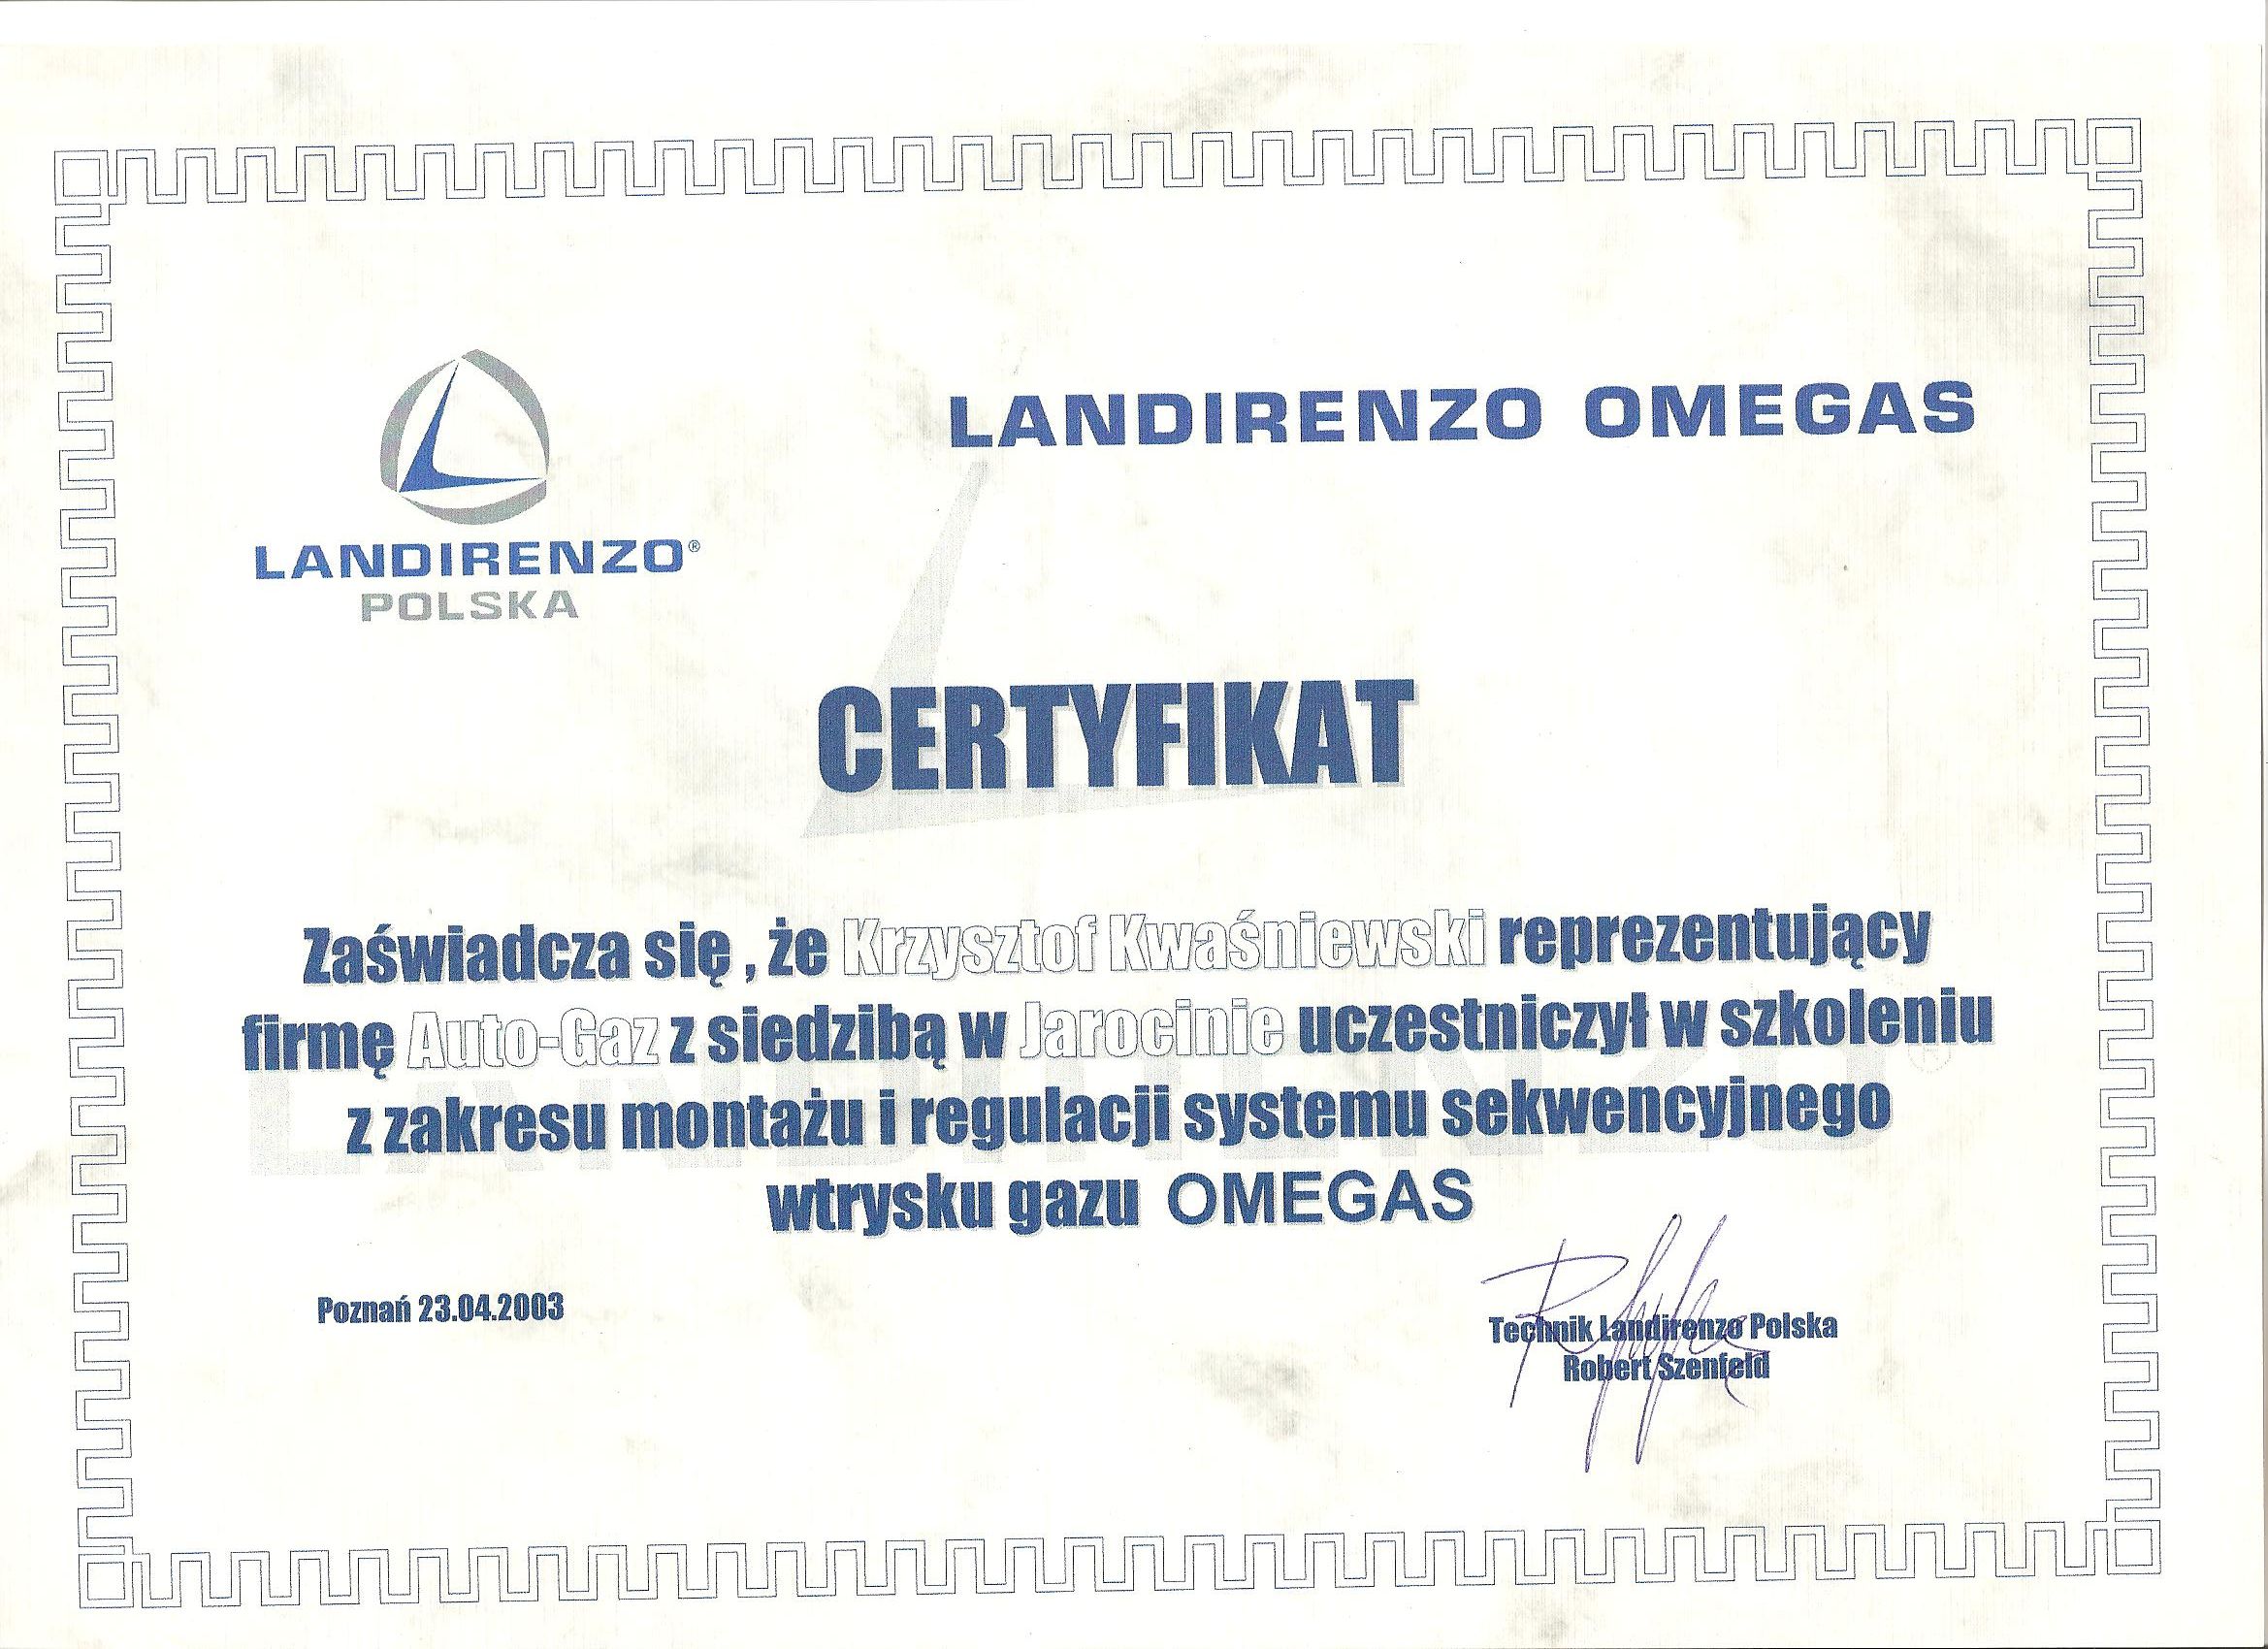 LANDIRENZO OMEGAS
LANDIRENZO®
POLSKA
CERTYFIKAT
Zaświadcza się , że Krzysztof Kwaśniewski reprezentujący
firmę Auto-Gaz z siedzibą w Jarocinie uczestniczył w szkoleniu
z zakresu montażu i regulacji systemu sekwencyjnego
wtrysku gazu OMEGAS
Poznań 23.04.2003
Technik Landirenzo Polska
Robert Szenfeld